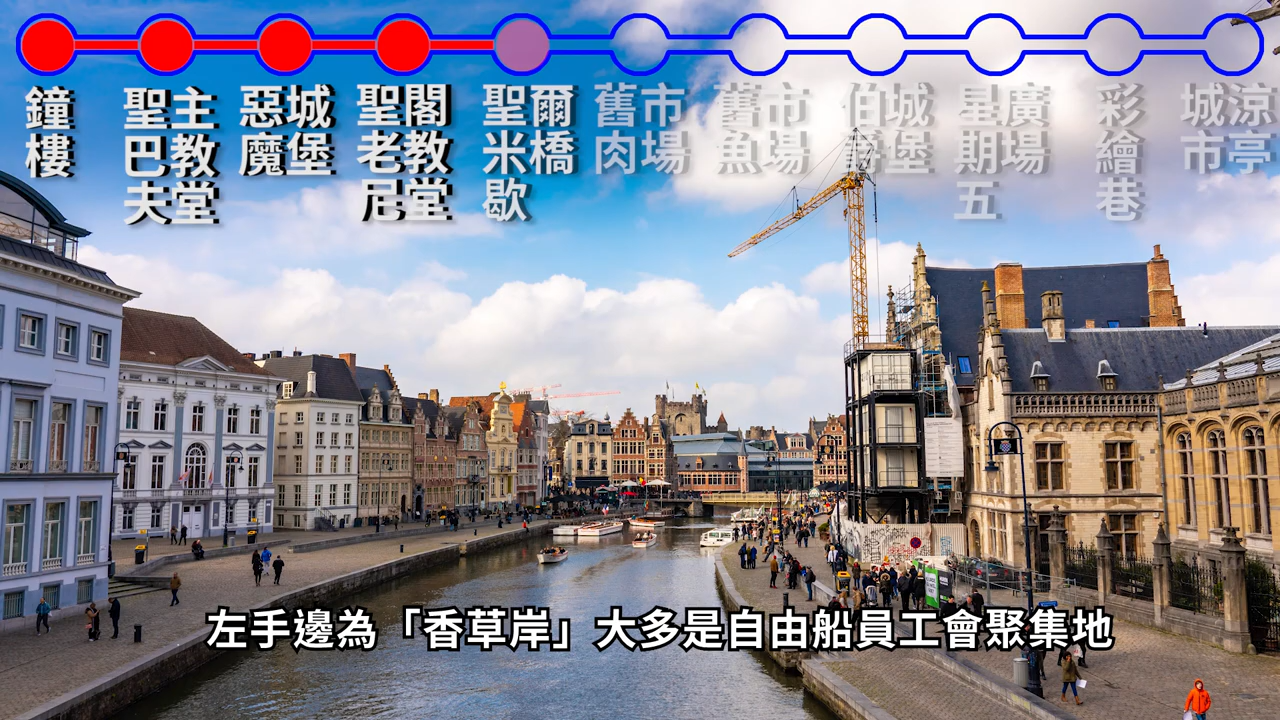 鐘樓
聖巴夫主教堂
惡魔城堡
聖老尼閣教堂
聖米歇爾橋
舊肉市場
舊魚市場
伯爵城堡
星期五廣場
彩繪巷
城市涼亭
左手邊為「香草岸」大多是自由船員工會聚集地